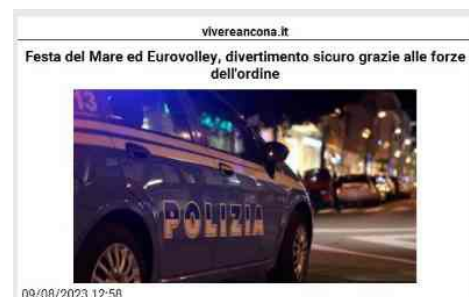 vivereancona.it
Festa del Mare ed Eurovolley, divertimento sicuro grazie alle forze
dell'ordine
13
POLIZIA
09/08/2023 12:58